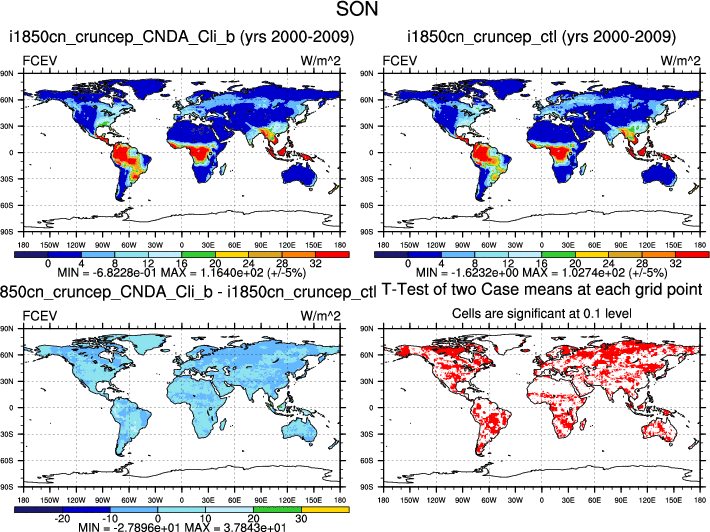 SON
i1850cn_cruncep_CNDA_Cli_b (yrs 2000-2009)
FCEV W/m^2
90N
60N
30N
0
30S
60S
90S
180 150W 120W 90W 60W 30W 0 30E 60E 90E 120E 150E 180
0 4 8 12 16 20 24 28 32
MIN = -6.8228e-01 MAX = 1.1640e+02 (+/-5%)
i1850cn_cruncep_ctl (yrs 2000-2009)
FCEV W/m^2
90N
60N
30N
0
30S
60S
90S
180 150W 120W 90W 60W 30W 0 30E 60E 90E 120E 150E 180
0 4 8 12 16 20 24 28 32
MIN = -1.6232e+00 MAX = 1.0274e+02 (+/-5%)
850cn_cruncep_CNDA_Cli_b - i1850cn_cruncep_ctl
FCEV W/m^2
90N
60N
30N
0
30S
60S
90S
180 150W 120W 90W 60W 30W 0 30E 60E 90E 120E 150E 180
-20 -10 0 10 20 30
MIN = -2.7896e+01 MAX = 3.7843e+01
T-Test of two Case means at each grid point
Cells are significant at 0.1 level
90N
60N
30N
0
30S
60S
90S
180 150W 120W 90W 60W 30W 0 30E 60E 90E 120E 150E 180